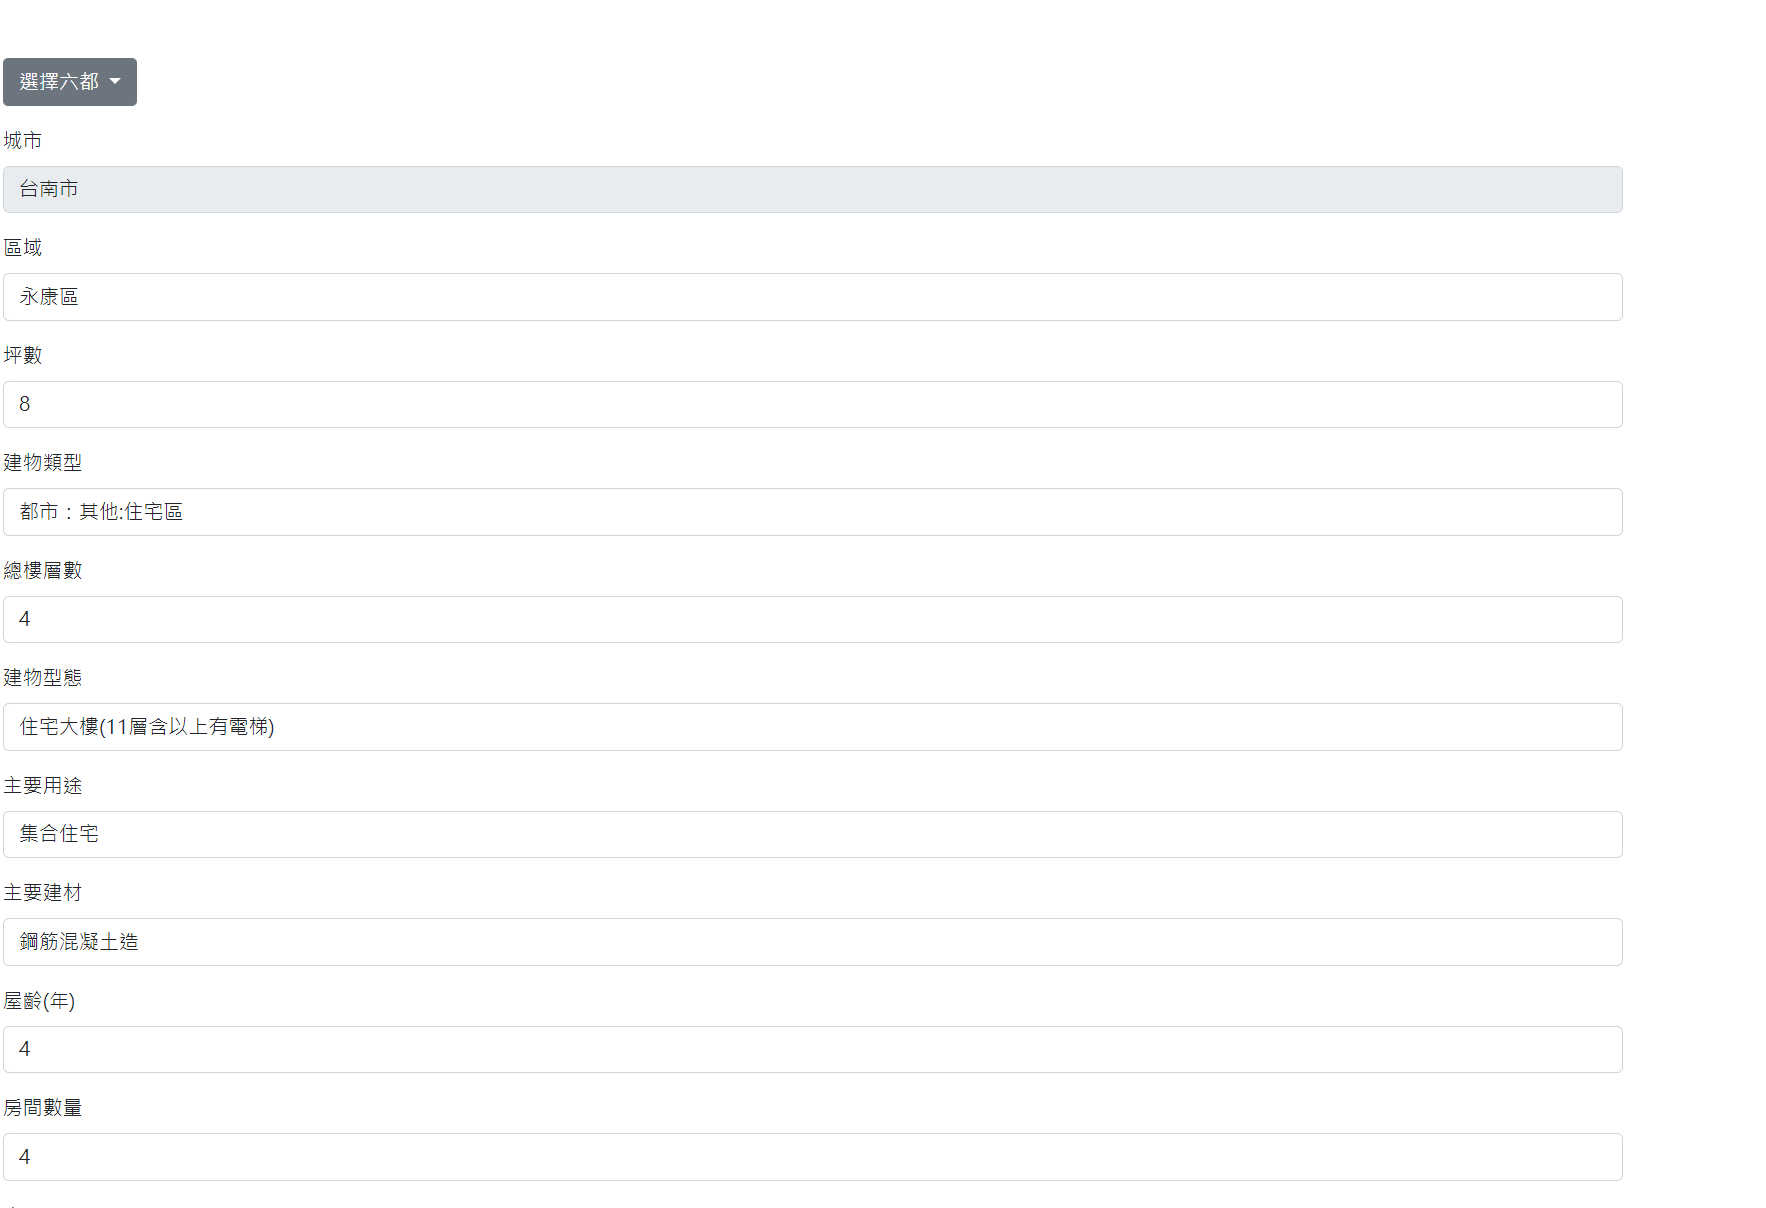 選擇六都
城市
台南市
區域
永康區
坪數
8
建物類型
都市：其他:住宅區
總樓層數
4
建物型態
住宅大樓(11層含以上有電梯)
主要用途
集合住宅
主要建材
鋼筋混凝土造
屋齡(年)
4
房間數量
4